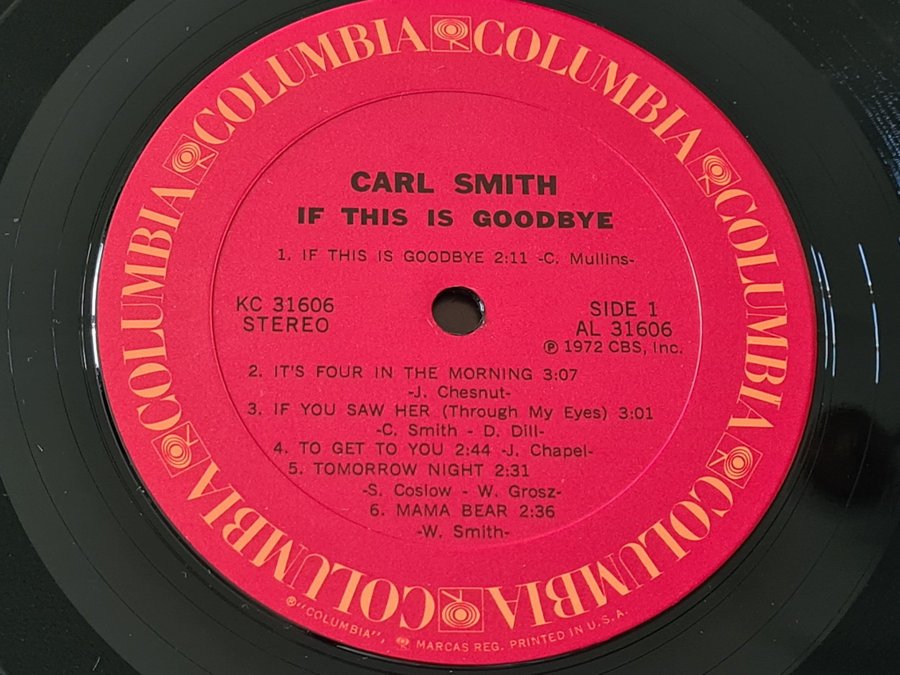 COLUMBIA COLUMBIA COLUMBIA COLUMBIA COLUMBIA COLUMBIA
CARL SMITH
IF THIS IS GOODBYE
1. IF THIS IS GOODBYE 2:11 -C. Mullins-
KC 31606
STEREO
SIDE 1
AL 31606
Ⓟ 1972 CBS, Inc.
2. IT'S FOUR IN THE MORNING 3:07
-J. Chesnut-
3. IF YOU SAW HER (Through My Eyes) 3:01
-C. Smith - D. Dill-
4. TO GET TO YOU 2:44 -J. Chapel-
5. TOMORROW NIGHT 2:31
-S. Coslow - W. Grosz-
6. MAMA BEAR 2:36
-W. Smith-
®"COLUMBIA", MARCAS REG. PRINTED IN U.S.A.